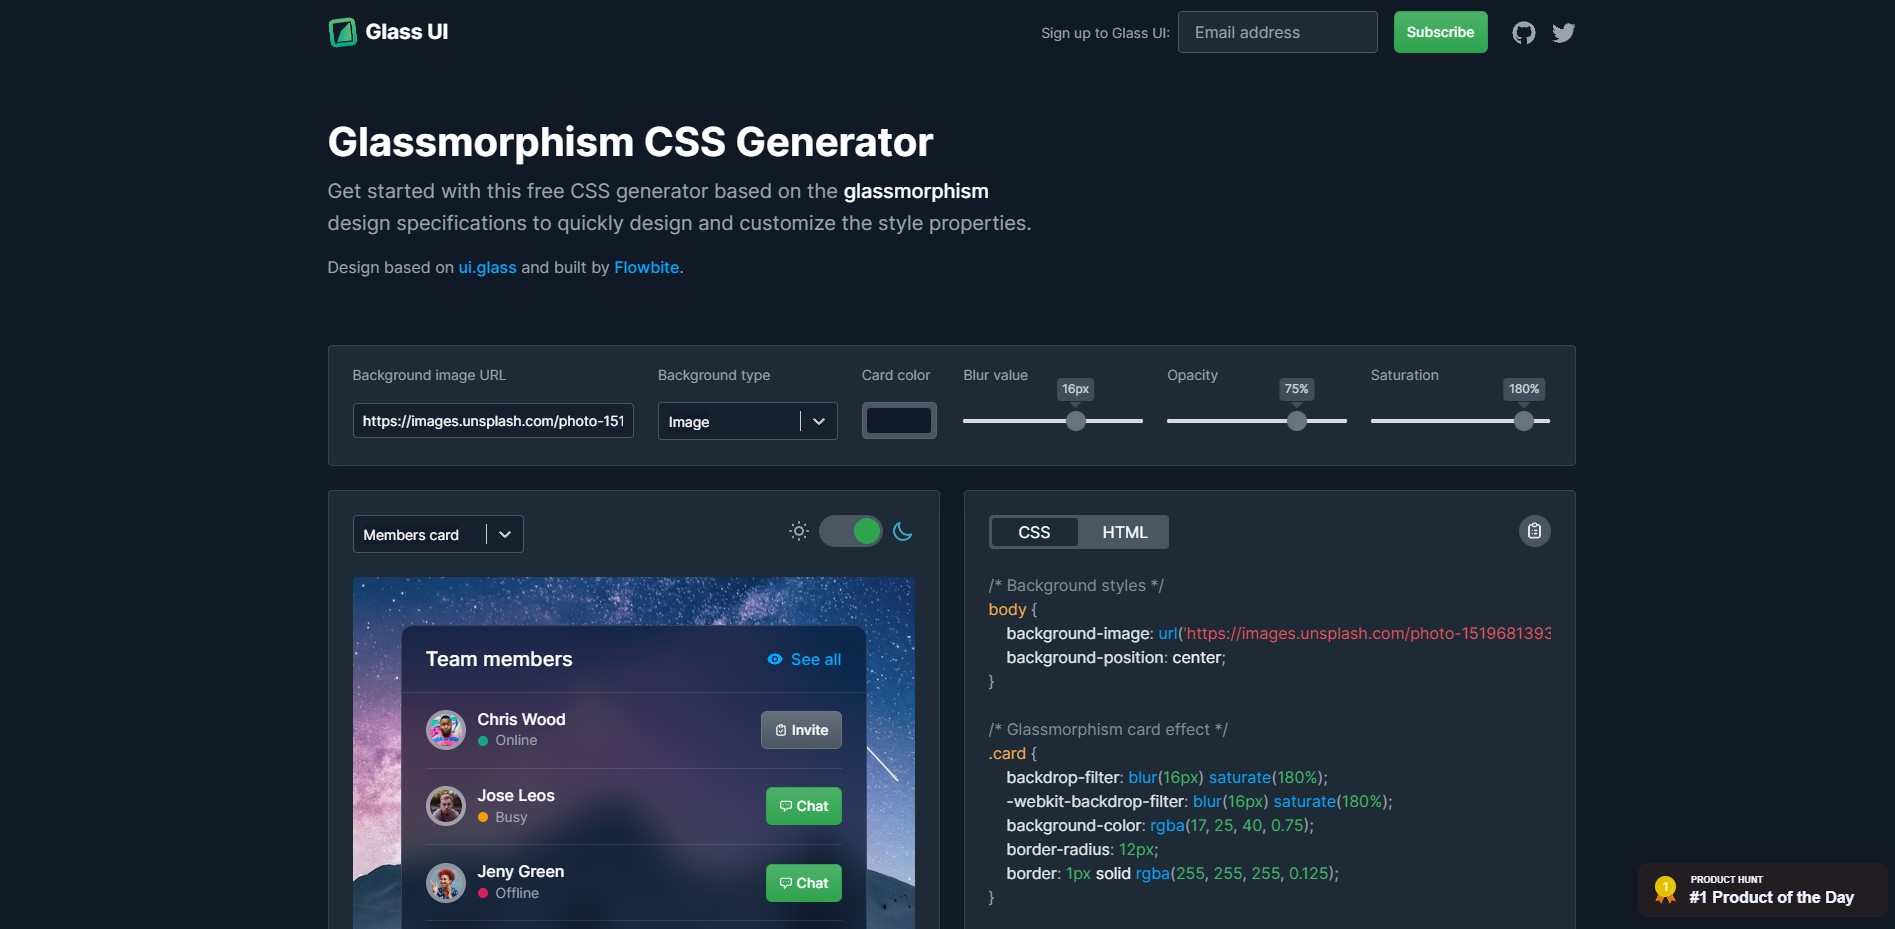 Glass UI
Sign up to Glass UI:
Email address
Subscribe
Glassmorphism CSS Generator
Get started with this free CSS generator based on the glassmorphism
design specifications to quickly design and customize the style properties.
Design based on ui.glass and built by Flowbite.
Background image URL
https://images.unsplash.com/photo-151
Background type
Image
Card color
Blur value
16px
Opacity
75%
Saturation
180%
Members card
Team members
See all
Chris Wood
Online
Invite
Jose Leos
Busy
Chat
Jeny Green
Offline
Chat
CSS
HTML
/* Background styles */
body {
background-image: url('https://images.unsplash.com/photo-1519681393
background-position: center;
}
/* Glassmorphism card effect */
.card {
backdrop-filter: blur(16px) saturate(180%);
-webkit-backdrop-filter: blur(16px) saturate(180%);
background-color: rgba(17, 25, 40, 0.75);
border-radius: 12px;
border: 1px solid rgba(255, 255, 255, 0.125);
}
1
PRODUCT HUNT
#1 Product of the Day